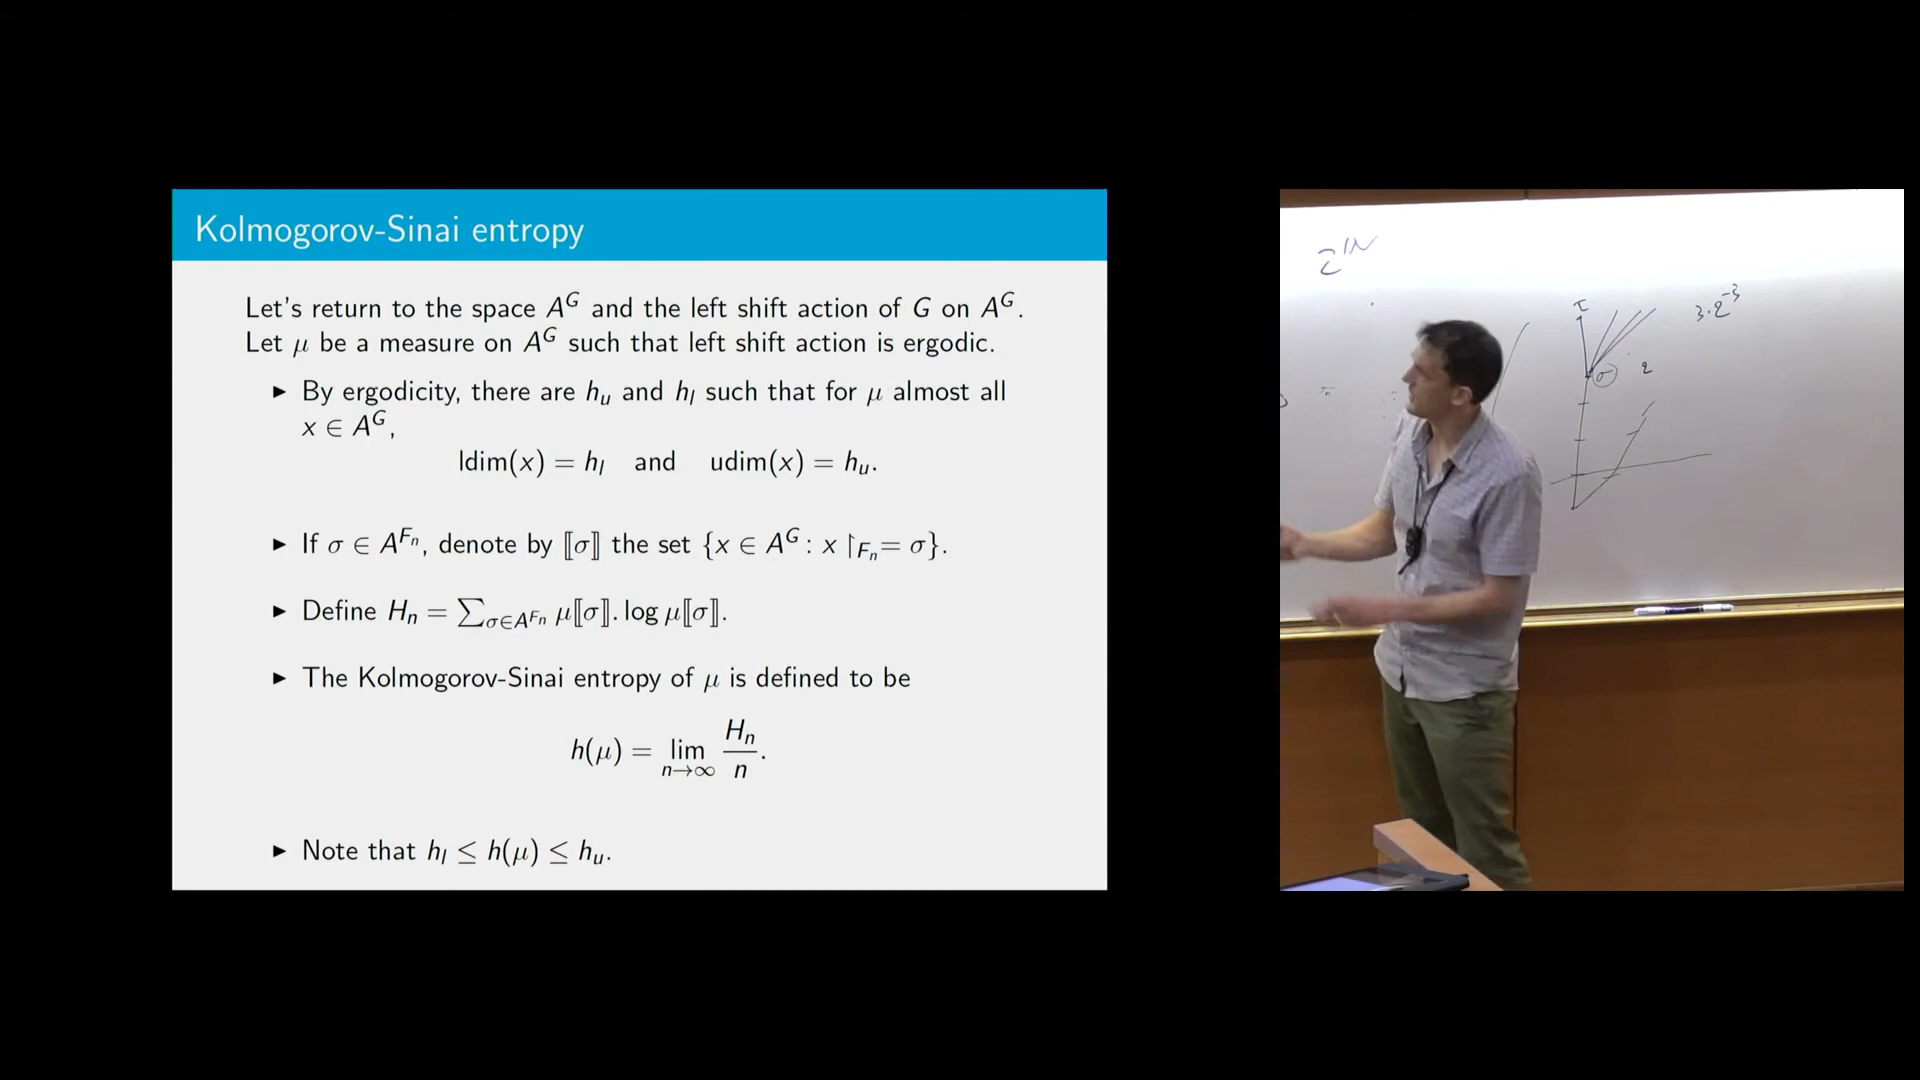 Kolmogorov-Sinai entropy
Let's return to the space A^G and the left shift action of G on A^G.
Let μ be a measure on A^G such that left shift action is ergodic.
▶ By ergodicity, there are h_u and h_l such that for μ almost all
x ∈ A^G,
ldim(x) = h_l and udim(x) = h_u.
▶ If σ ∈ A^{F_n}, denote by ⟦σ⟧ the set {x ∈ A^G : x ↾_{F_n} = σ}.
▶ Define H_n = ∑_{σ∈A^{F_n}} μ⟦σ⟧. log μ⟦σ⟧.
▶ The Kolmogorov-Sinai entropy of μ is defined to be
h(μ) = lim_{n→∞} H_n / n.
▶ Note that h_l ≤ h(μ) ≤ h_u.
2^ℕ
τ
3·2^{-3}
σ
2